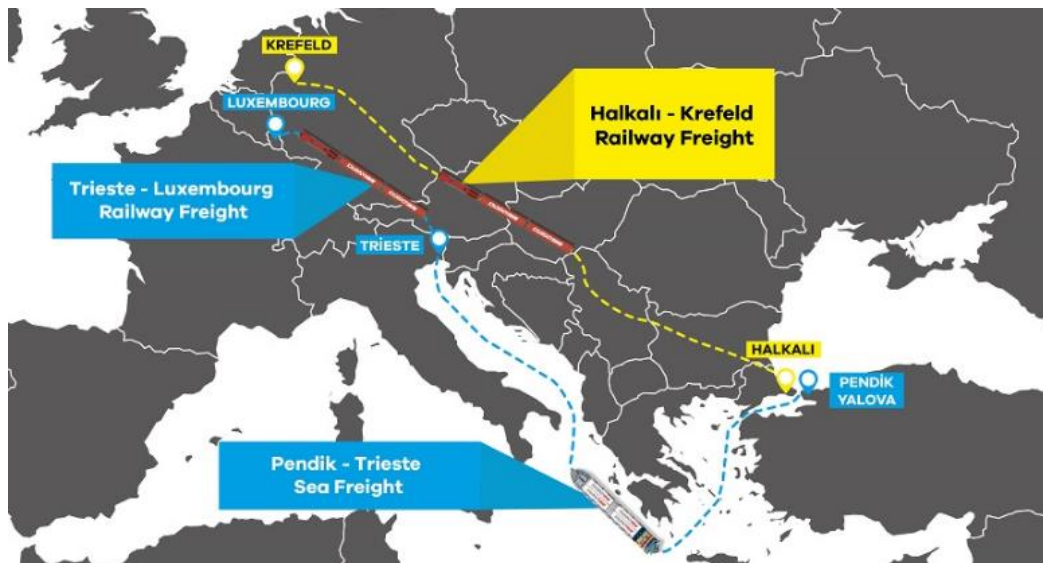 KREFELD
LUXEMBOURG
Halkalı - Krefeld
Railway Freight
Trieste - Luxembourg
Railway Freight
TRİESTE
HALKALI
PENDİK
YALOVA
Pendik - Trieste
Sea Freight